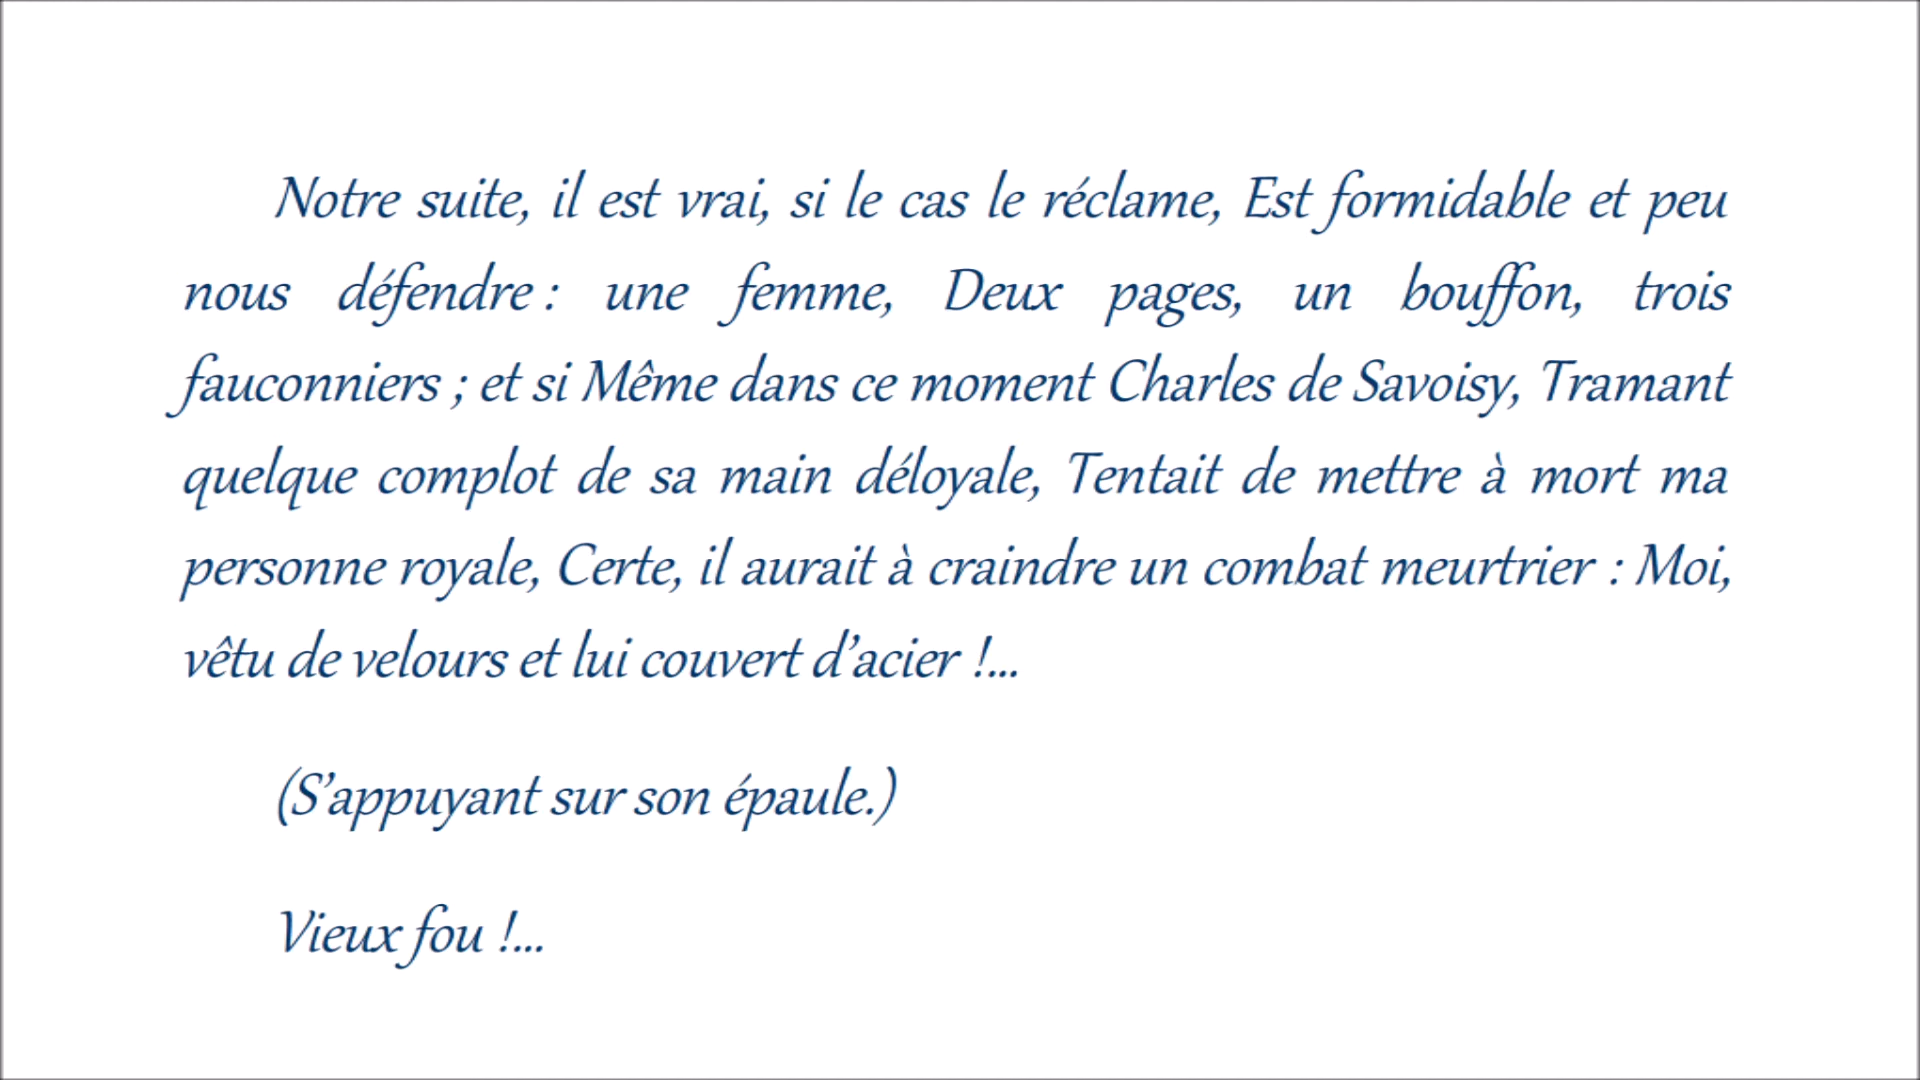 Notre suite, il est vrai, si le cas le réclame, Est formidable et peu
nous défendre : une femme, Deux pages, un bouffon, trois
fauconniers ; et si Même dans ce moment Charles de Savoisy, Tramant
quelque complot de sa main déloyale, Tentait de mettre à mort ma
personne royale, Certe, il aurait à craindre un combat meurtrier : Moi,
vêtu de velours et lui couvert d’acier !...
(S’appuyant sur son épaule.)
Vieux fou !...